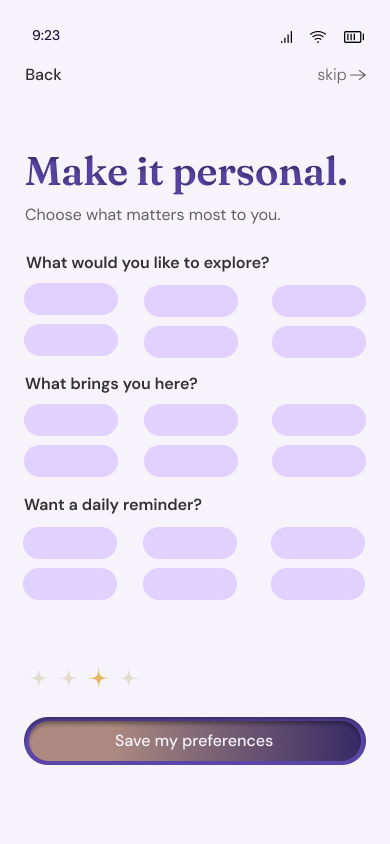 9:23
Back
skip
Make it personal.
Choose what matters most to you.
What would you like to explore?
What brings you here?
Want a daily reminder?
Save my preferences